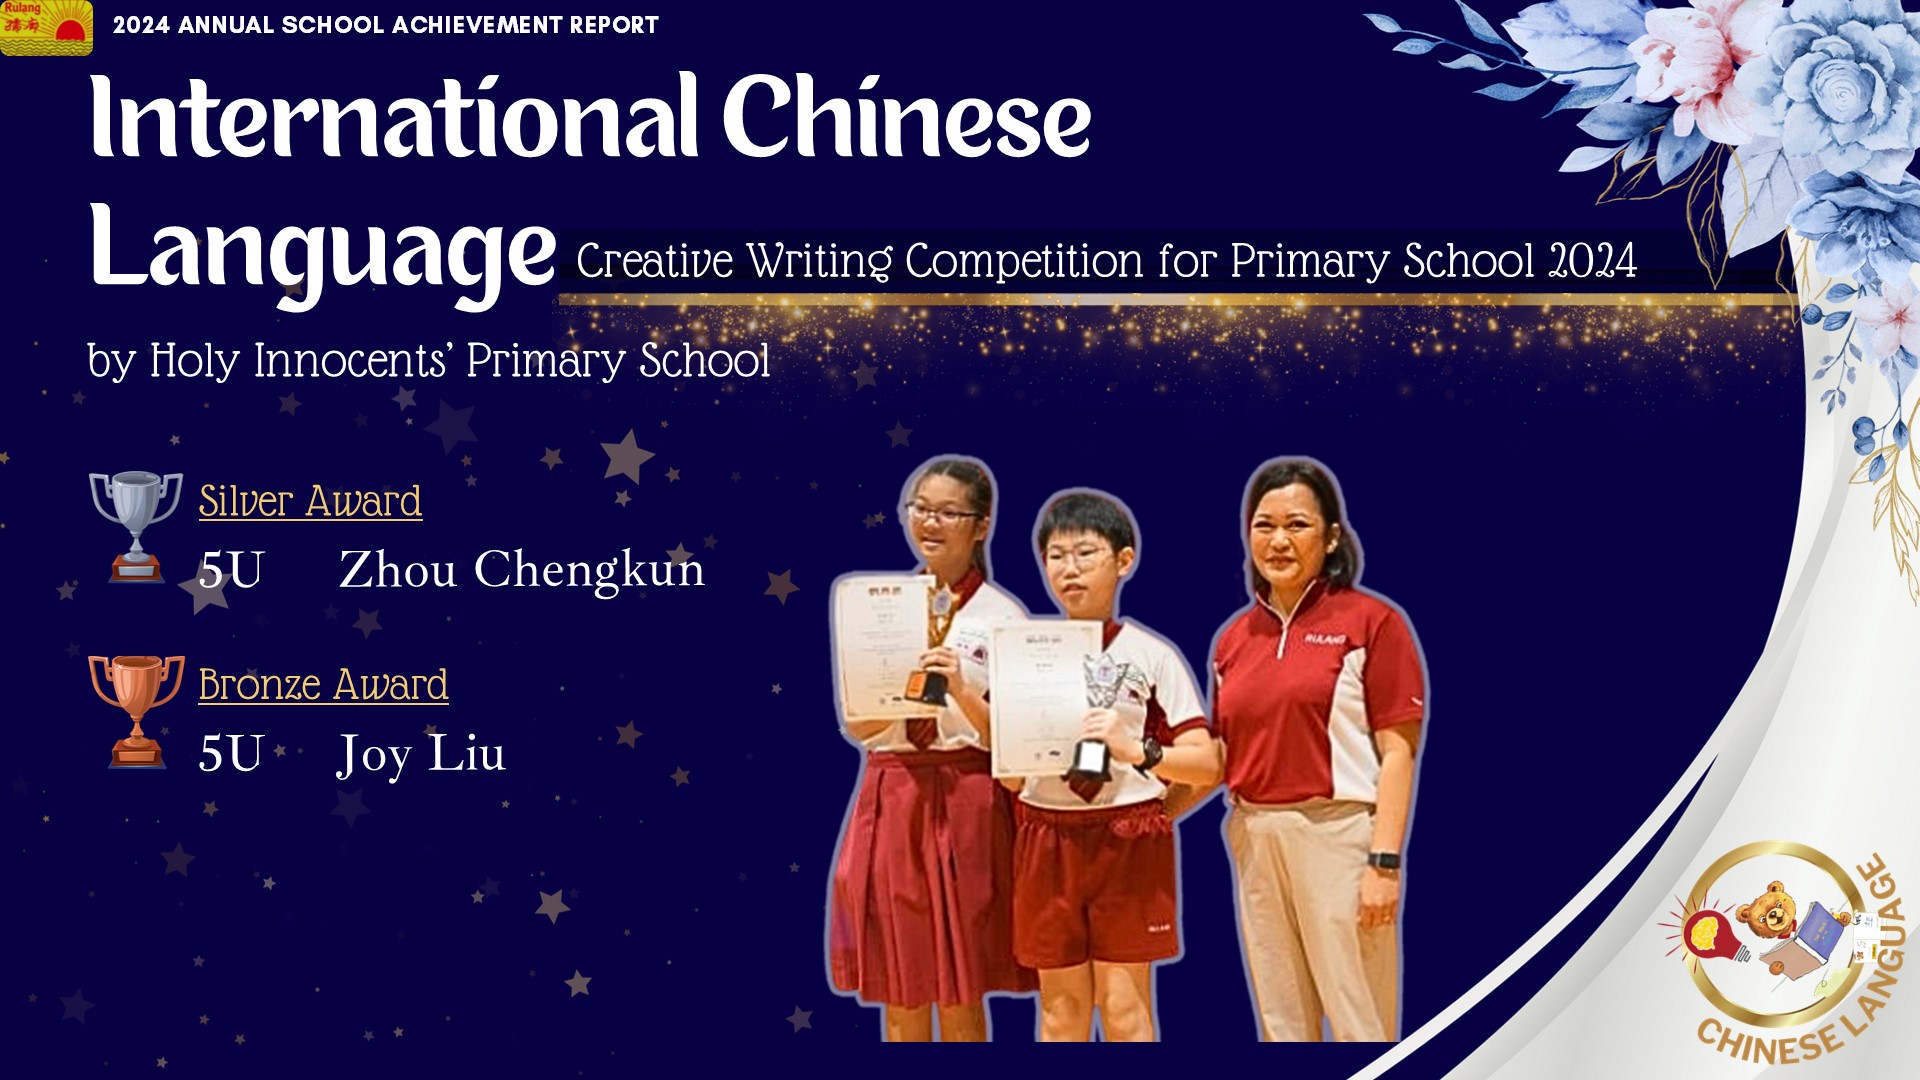 Rulang
2024 ANNUAL SCHOOL ACHIEVEMENT REPORT
International Chinese
Language Creative Writing Competition for Primary School 2024
by Holy Innocents' Primary School
Silver Award
5U Zhou Chengkun
Bronze Award
5U Joy Liu
RULANG
CHINESE LANGUAGE